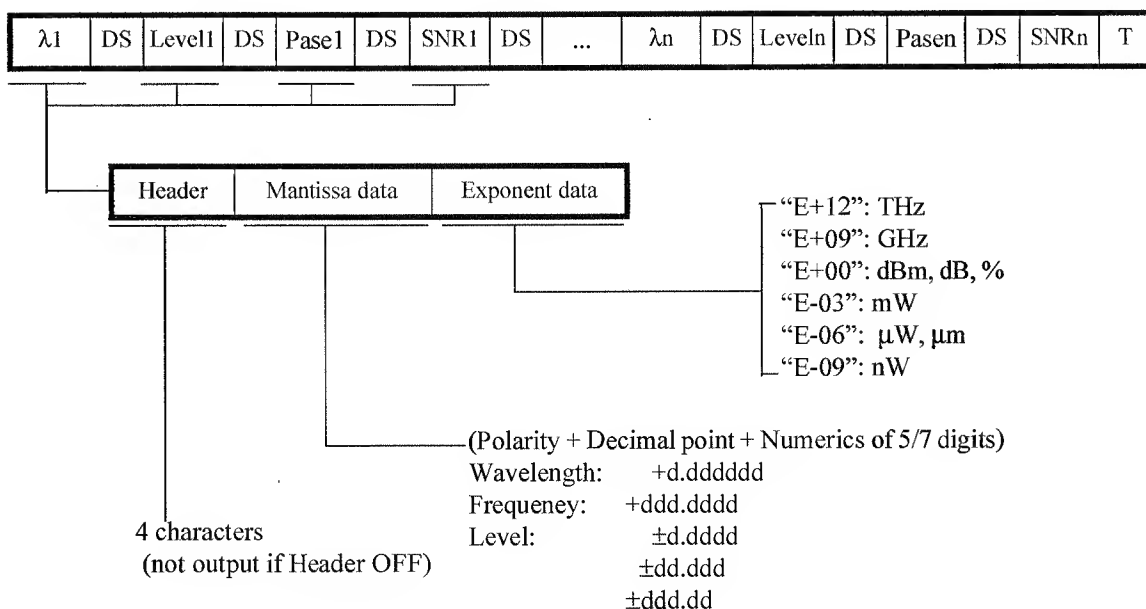 λ1 DS Level1 DS Pase1 DS SNR1 DS ... λn DS Leveln DS Pasen DS SNRn T
Header Mantissa data Exponent data
“E+12”: THz
“E+09”: GHz
“E+00”: dBm, dB, %
“E-03”: mW
“E-06”: μW, μm
“E-09”: nW
(Polarity + Decimal point + Numerics of 5/7 digits)
Wavelength: +d.dddddd
Frequeney: +ddd.dddd
Level: ±d.dddd
±dd.ddd
±ddd.dd
4 characters
(not output if Header OFF)